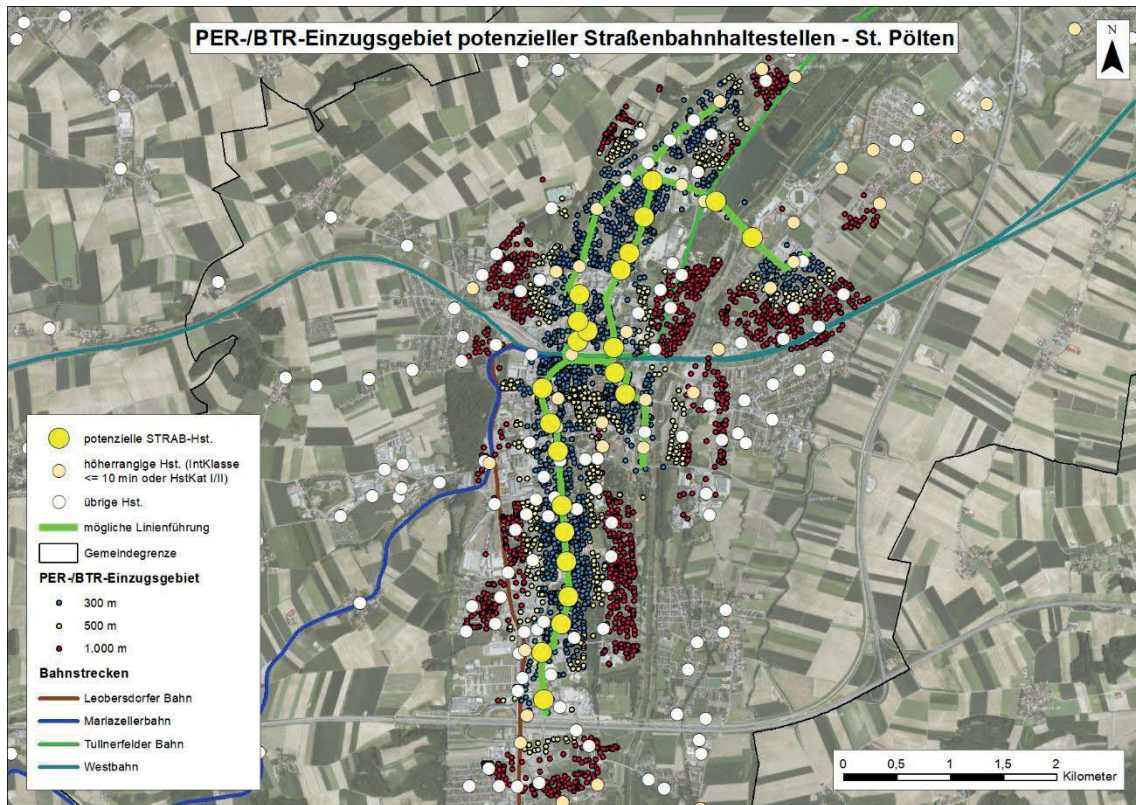 PER-/BTR-Einzugsgebiet potenzieller Straßenbahnhaltestellen - St. Pölten
N
potenzielle STRAB-Hst.
höherrangige Hst. (IntKlasse
<= 10 min oder HstKat I/II)
übrige Hst.
mögliche Linienführung
Gemeindegrenze
PER-/BTR-Einzugsgebiet
300 m
500 m
1.000 m
Bahnstrecken
Leobersdorfer Bahn
Mariazellerbahn
Tullnerfelder Bahn
Westbahn
0 0,5 1 1,5 2
Kilometer